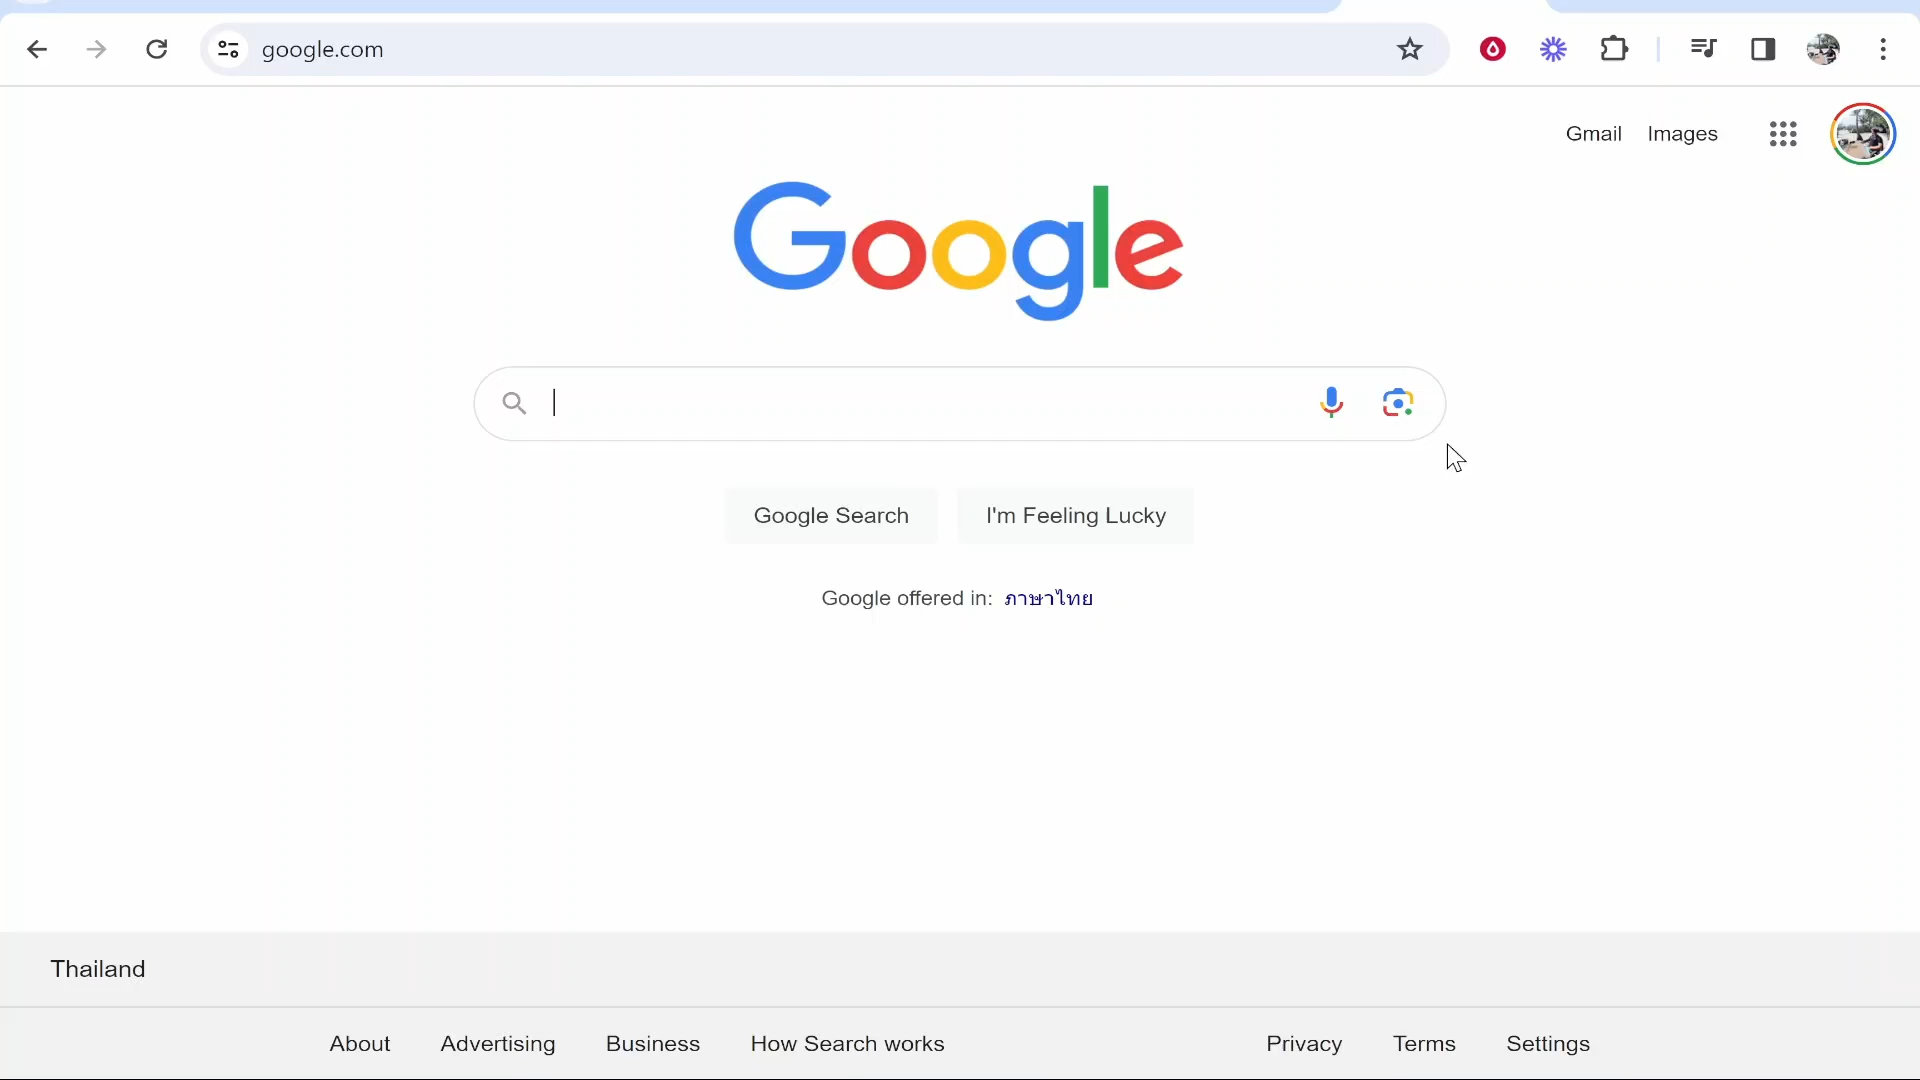 google.com
Gmail Images
Google
Google Search I'm Feeling Lucky
Google offered in: ภาษาไทย
Thailand
About Advertising Business How Search works Privacy Terms Settings